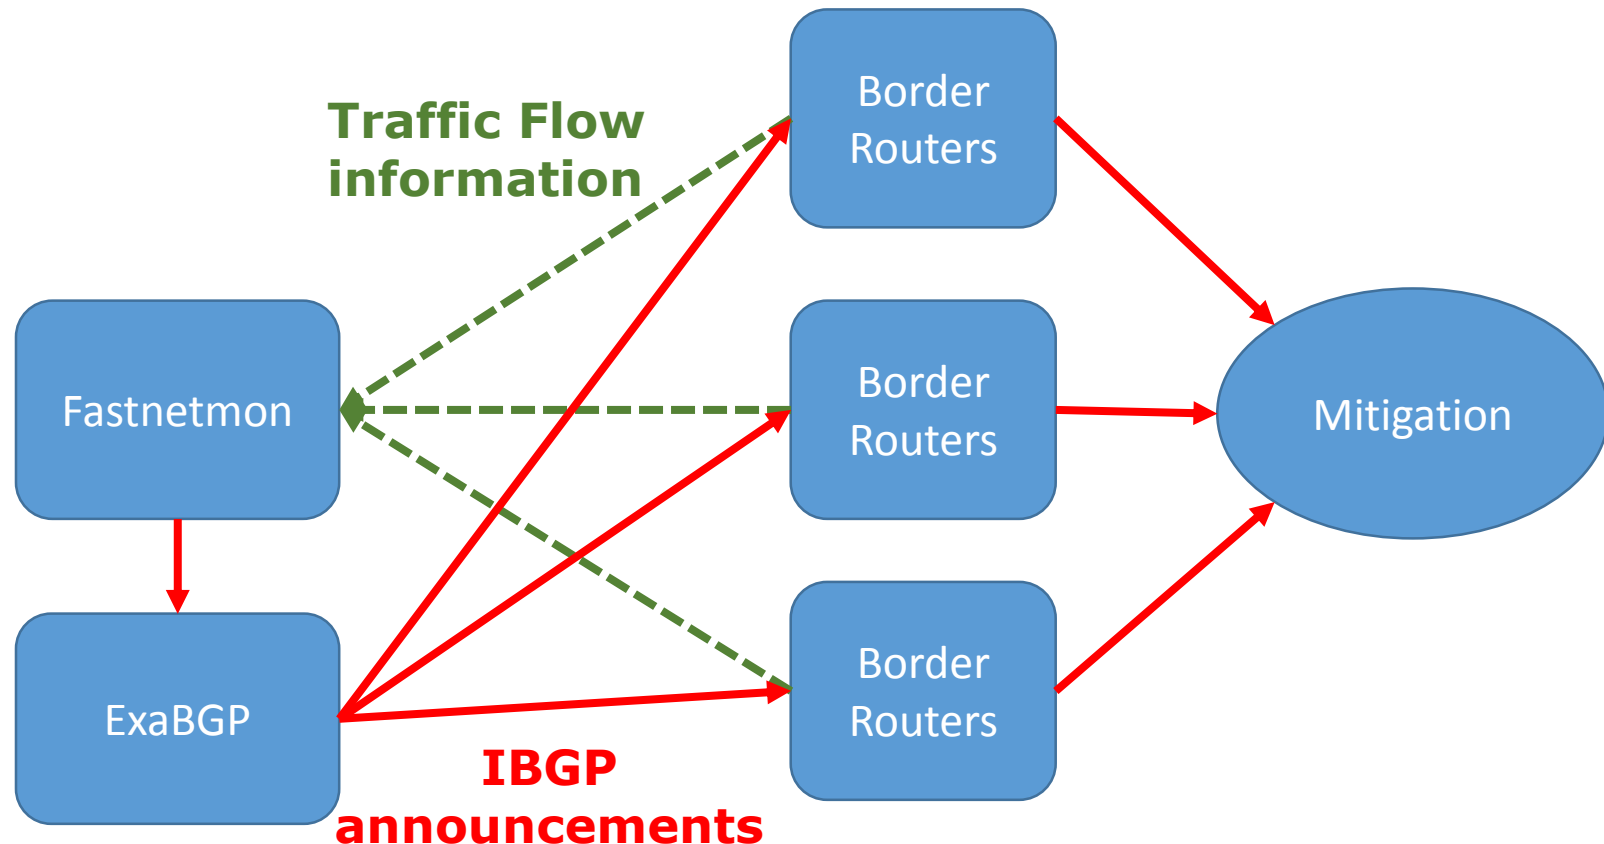 Border
Routers
Traffic Flow
information
Fastnetmon
Border
Routers
Mitigation
ExaBGP
Border
Routers
IBGP
announcements